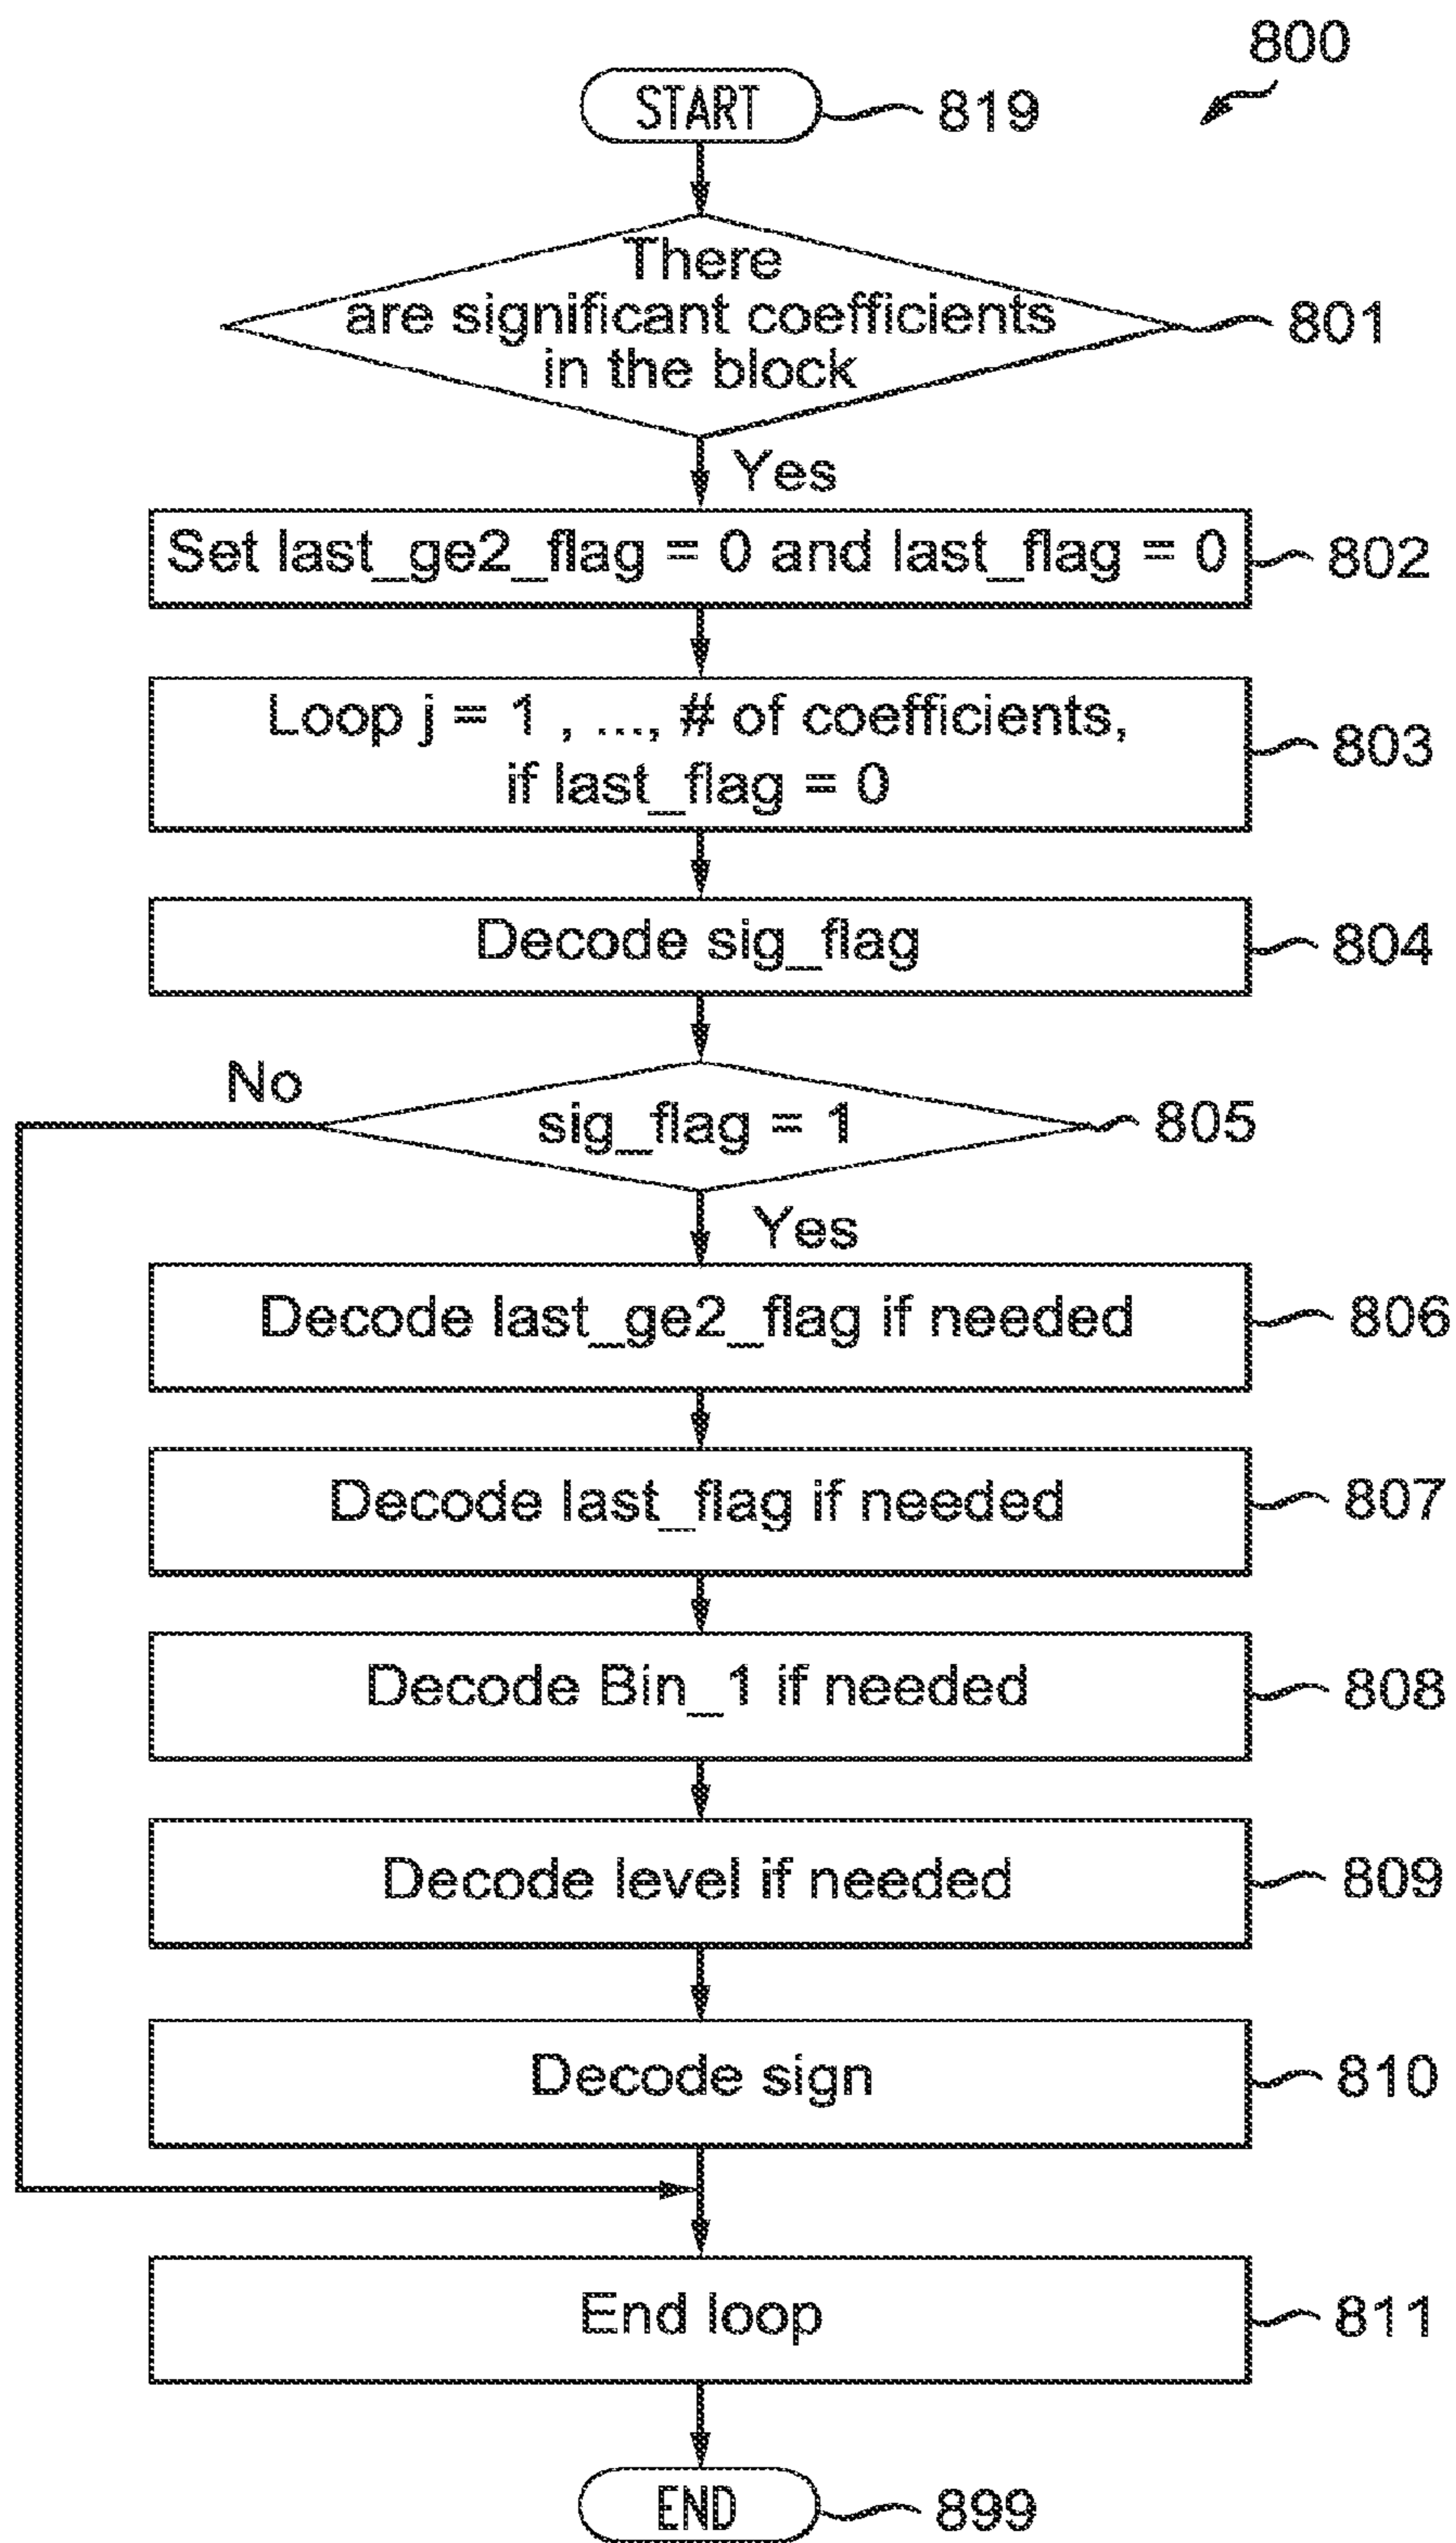 800
START
819
There
are significant coefficients
in the block
801
Yes
Set last_ge2_flag = 0 and last_flag = 0
802
Loop j = 1 , ..., # of coefficients,
if last_flag = 0
803
Decode sig_flag
804
No
sig_flag = 1
805
Yes
Decode last_ge2_flag if needed
806
Decode last_flag if needed
807
Decode Bin_1 if needed
808
Decode level if needed
809
Decode sign
810
End loop
811
END
899